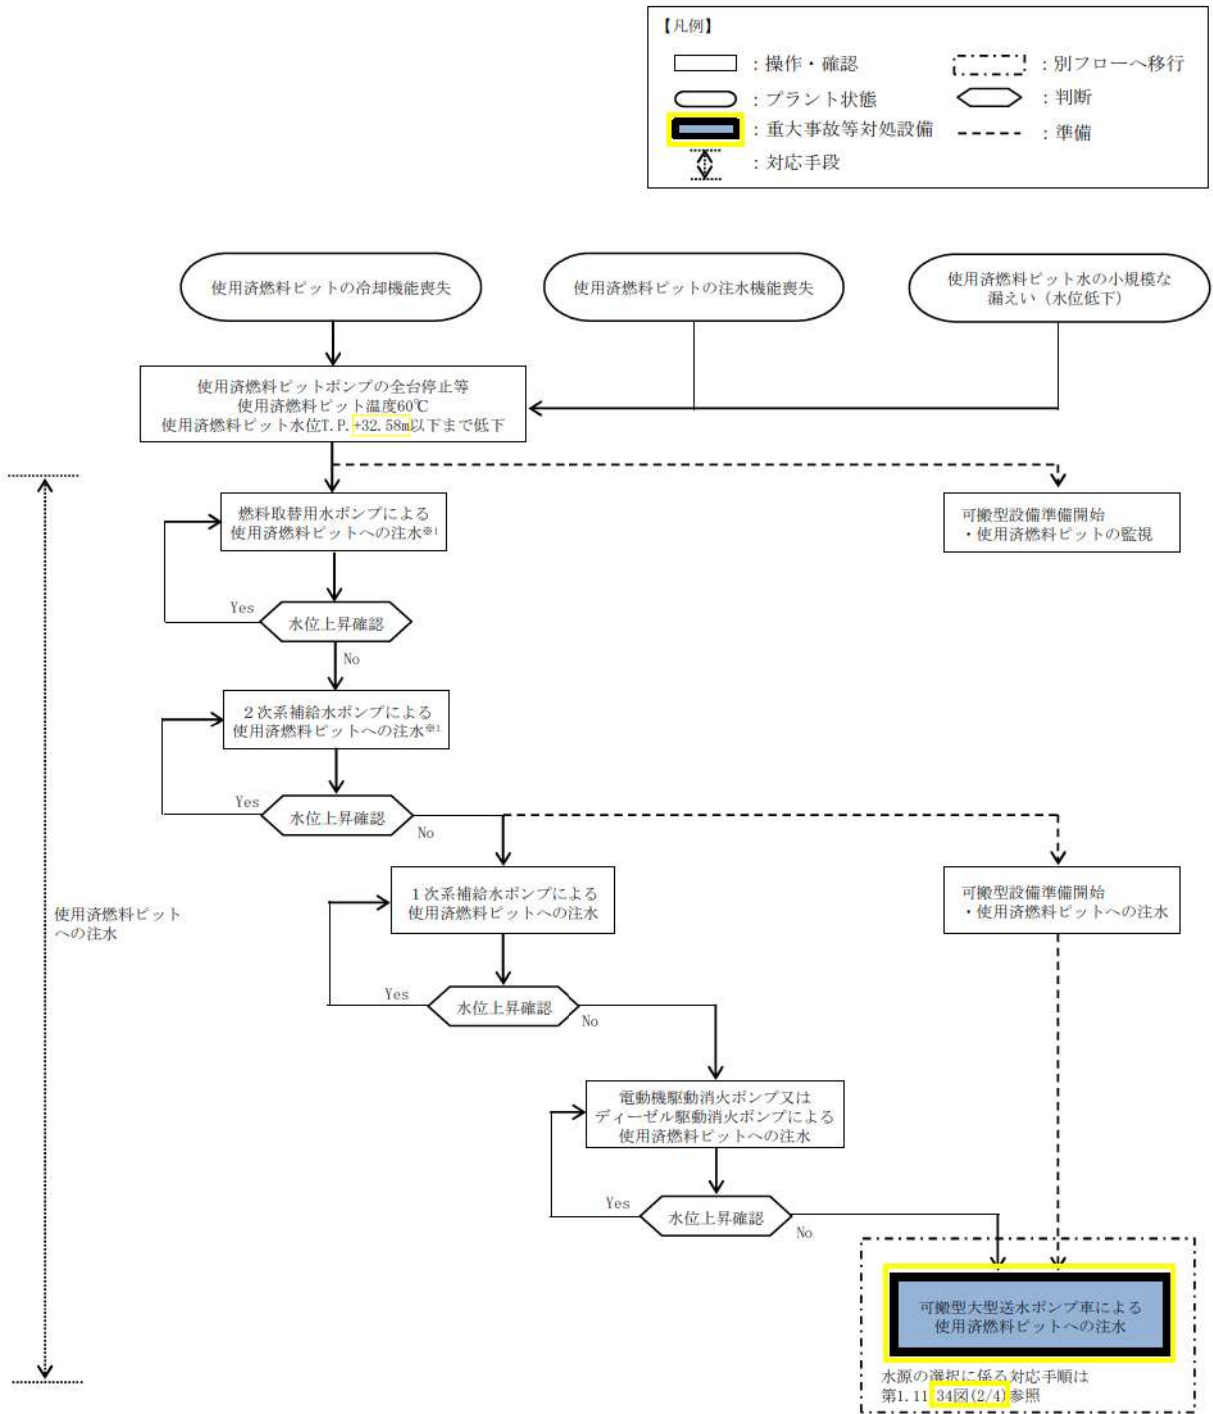 【凡例】
：操作・確認
：別フローへ移行
：プラント状態
：判断
：重大事故等対処設備
：準備
：対応手段
使用済燃料ピットの冷却機能喪失
使用済燃料ピットの注水機能喪失
使用済燃料ピット水の小規模な
漏えい（水位低下）
使用済燃料ピットポンプの全台停止等
使用済燃料ピット温度60℃
使用済燃料ピット水位T.P.+32.58m以下まで低下
燃料取替用水ポンプによる
使用済燃料ピットへの注水※1
可搬型設備準備開始
・使用済燃料ピットの監視
Yes
水位上昇確認
No
２次系補給水ポンプによる
使用済燃料ピットへの注水※1
Yes
水位上昇確認
No
１次系補給水ポンプによる
使用済燃料ピットへの注水
可搬型設備準備開始
・使用済燃料ピットへの注水
使用済燃料ピット
への注水
Yes
水位上昇確認
No
電動機駆動消火ポンプ又は
ディーゼル駆動消火ポンプによる
使用済燃料ピットへの注水
Yes
水位上昇確認
No
可搬型大型送水ポンプ車による
使用済燃料ピットへの注水
水源の選択に係る対応手順は
第1.11.34図(2/4)参照